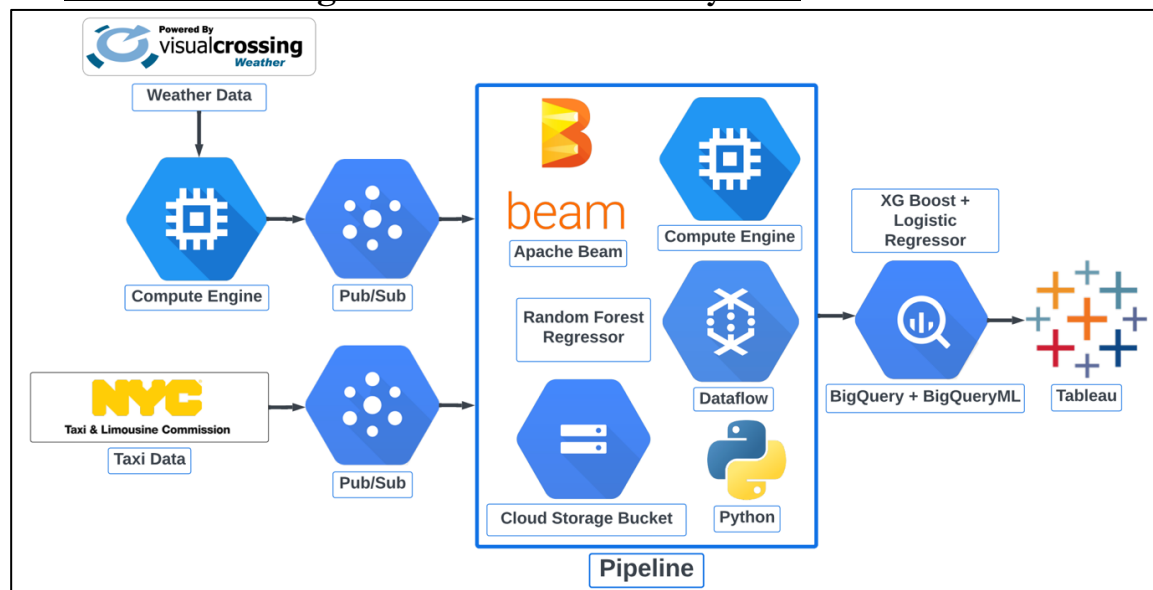 Powered By
visualcrossing
Weather
Weather Data
Compute Engine
Pub/Sub
NYC
Taxi & Limousine Commission
Taxi Data
Pub/Sub
beam
Apache Beam
Compute Engine
Random Forest
Regressor
Dataflow
Cloud Storage Bucket
Python
Pipeline
XG Boost +
Logistic
Regressor
BigQuery + BigQueryML
Tableau